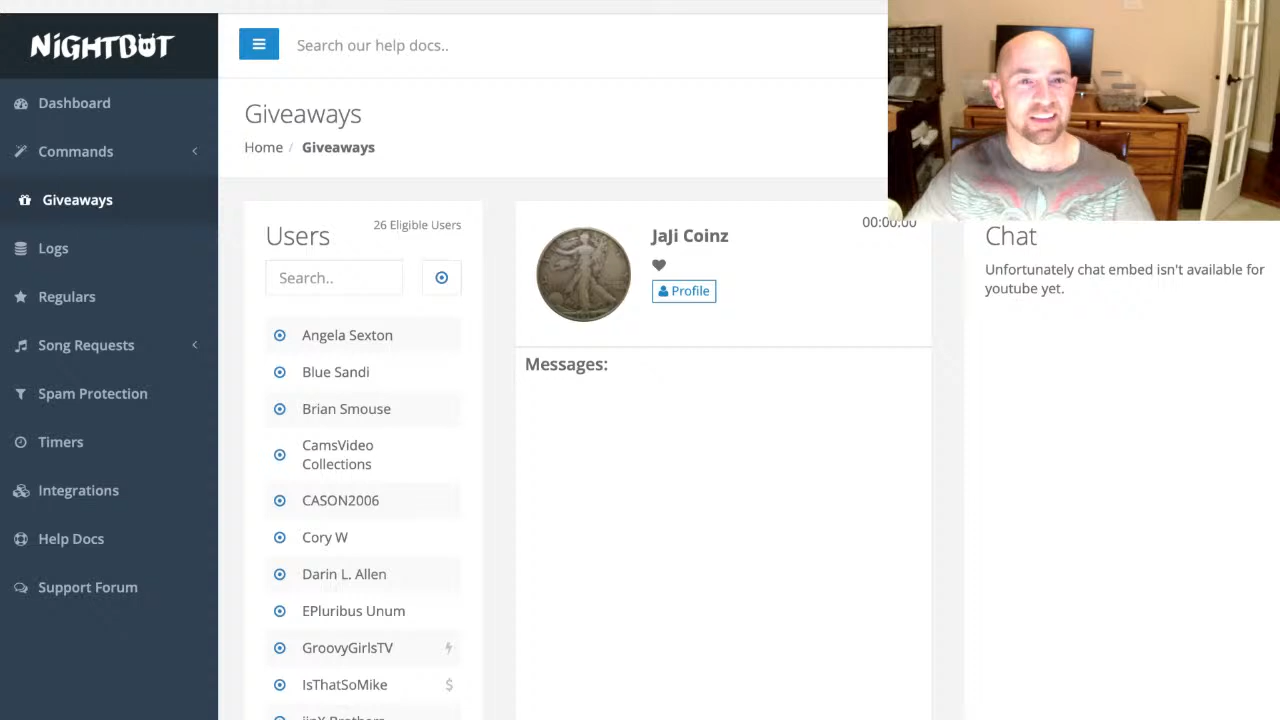 NiGHTBOT
Search our help docs..
Dashboard
Commands
Giveaways
Logs
Regulars
Song Requests
Spam Protection
Timers
Integrations
Help Docs
Support Forum
Giveaways
Home / Giveaways
Users
26 Eligible Users
Search..
Angela Sexton
Blue Sandi
Brian Smouse
CamsVideo
Collections
CASON2006
Cory W
Darin L. Allen
EPluribus Unum
GroovyGirlsTV
IsThatSoMike
$
JaJi Coinz
Profile
00:00:00
Messages:
Chat
Unfortunately chat embed isn't available for
youtube yet.